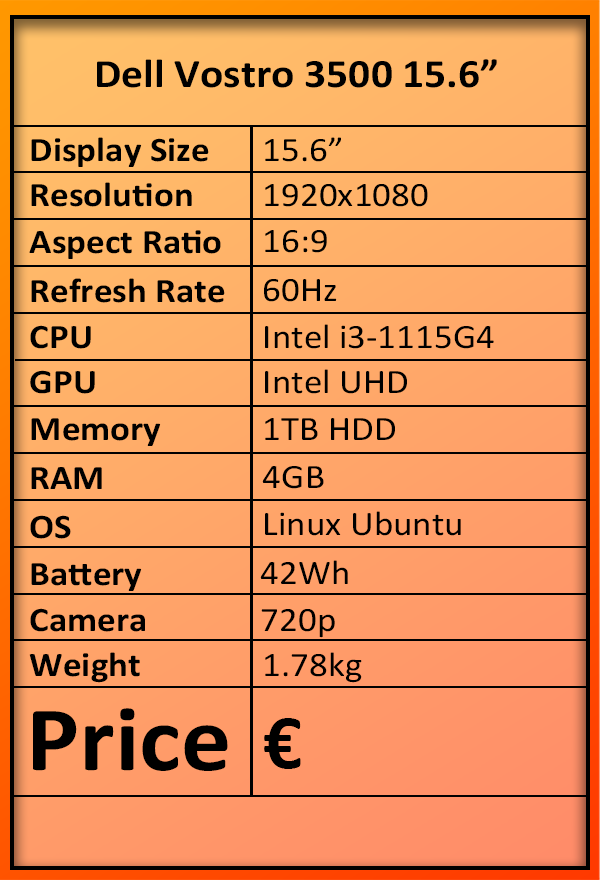 Dell Vostro 3500 15.6”
Display Size 15.6”
Resolution 1920x1080
Aspect Ratio 16:9
Refresh Rate 60Hz
CPU Intel i3-1115G4
GPU Intel UHD
Memory 1TB HDD
RAM 4GB
OS Linux Ubuntu
Battery 42Wh
Camera 720p
Weight 1.78kg
Price €